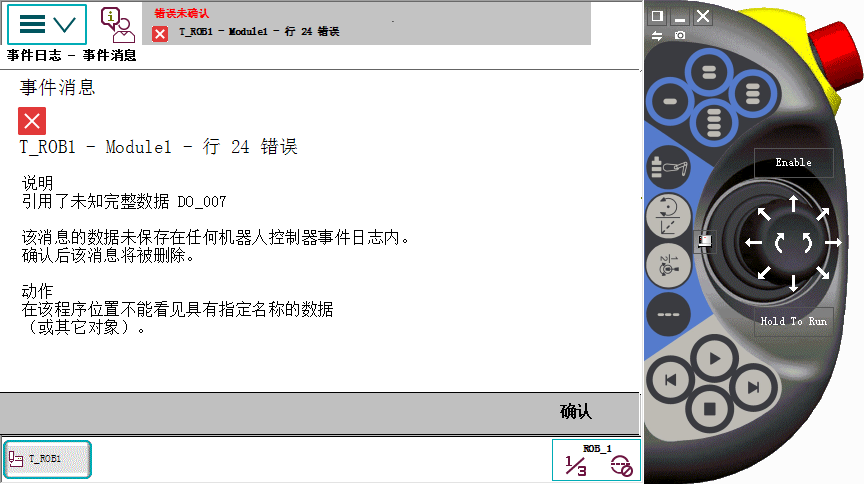 错误未确认
T_ROB1 - Module1 - 行 24 错误
事件日志 - 事件消息
事件消息
T_ROB1 - Module1 - 行 24 错误
说明
引用了未知完整数据 DO_007
该消息的数据未保存在任何机器人控制器事件日志内。
确认后该消息将被删除。
动作
在该程序位置不能看见具有指定名称的数据
（或其它对象）。
确认
T_ROB1
ROB_1
1/3
Enable
1/2
Hold To Run